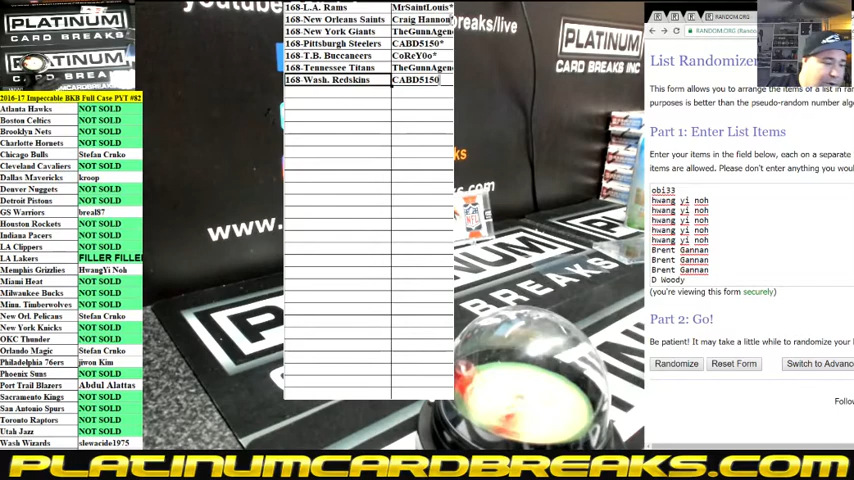 PLATINUM
CARD BREAKS
2016-17 Impeccable BKB Full Case PYT #82
Atlanta Hawks NOT SOLD
Boston Celtics NOT SOLD
Brooklyn Nets NOT SOLD
Charlotte Hornets NOT SOLD
Chicago Bulls Stefan Crnko
Cleveland Cavaliers NOT SOLD
Dallas Mavericks kroop
Denver Nuggets NOT SOLD
Detroit Pistons NOT SOLD
GS Warriors breal87
Houston Rockets NOT SOLD
Indiana Pacers NOT SOLD
LA Clippers NOT SOLD
LA Lakers FILLER FILLER
Memphis Grizzlies HwangYi Noh
Miami Heat NOT SOLD
Milwaukee Bucks NOT SOLD
Minn. Timberwolves NOT SOLD
New Orl. Pelicans Stefan Crnko
New York Knicks NOT SOLD
OKC Thunder NOT SOLD
Orlando Magic Stefan Crnko
Philadelphia 76ers jiwon Kim
Phoenix Suns NOT SOLD
Port Trail Blazers Abdul Alattas
Sacramento Kings NOT SOLD
San Antonio Spurs NOT SOLD
Toronto Raptors NOT SOLD
Utah Jazz NOT SOLD
Wash Wizards slewacide1975
168-L.A. Rams MrSaintLouis*
168-New Orleans Saints Craig Hannon
168-New York Giants TheGunnAgen
168-Pittsburgh Steelers CABD5150*
168-T.B. Buccaneers CoReYo*
168-Tennessee Titans TheGunnAgen
168-Wash. Redskins CABD5150
www.
PLATINUM
BREAKS
PLATINUM
BREAKS/live
RANDOM.ORG
List Randomizer
This form allows you to arrange the items of a list in ran
purposes is better than the pseudo-random number algo
Part 1: Enter List Items
Enter your items in the field below, each on a separate
items are allowed. Please don't enter anything you woul
obi33
hwang yi noh
hwang yi noh
hwang yi noh
hwang yi noh
hwang yi noh
Brent Gannan
Brent Gannan
Brent Gannan
D Woody
(you're viewing this form securely)
Part 2: Go!
Be patient! It may take a little while to randomize your l
Randomize Reset Form Switch to Advanc
Follow
PLATINUMCARDBREAKS.COM